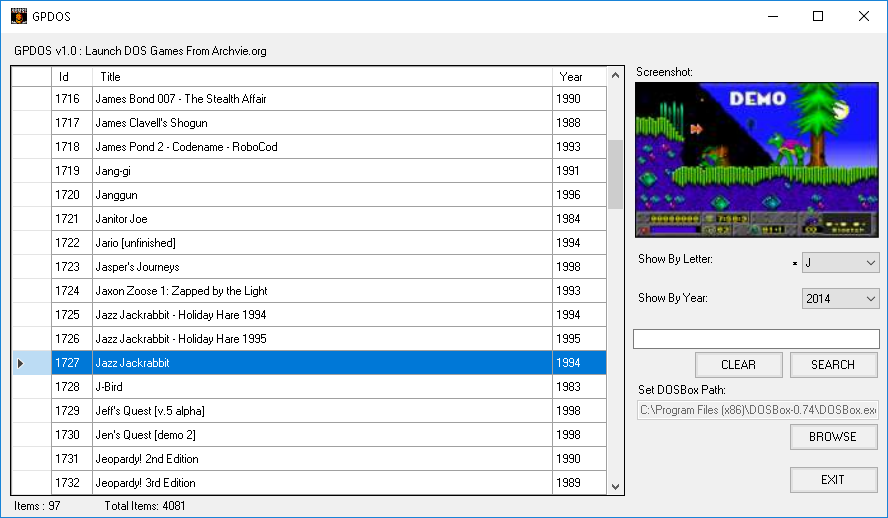 GPDOS
GPDOS v1.0 : Launch DOS Games From Archvie.org
Id Title Year
1716 James Bond 007 - The Stealth Affair 1990
1717 James Clavell's Shogun 1988
1718 James Pond 2 - Codename - RoboCod 1993
1719 Jang-gi 1991
1720 Janggun 1996
1721 Janitor Joe 1984
1722 Jario [unfinished] 1994
1723 Jasper's Journeys 1998
1724 Jaxon Zoose 1: Zapped by the Light 1993
1725 Jazz Jackrabbit - Holiday Hare 1994 1994
1726 Jazz Jackrabbit - Holiday Hare 1995 1995
1727 Jazz Jackrabbit 1994
1728 J-Bird 1983
1729 Jeff's Quest [v.5 alpha] 1998
1730 Jen's Quest [demo 2] 1998
1731 Jeopardy! 2nd Edition 1990
1732 Jeopardy! 3rd Edition 1989
Items : 97 Total Items: 4081
Screenshot:
DEMO
Show By Letter: * J
Show By Year: 2014
CLEAR SEARCH
Set DOSBox Path:
C:\Program Files (x86)\DOSBox-0.74\DOSBox.exe
BROWSE
EXIT